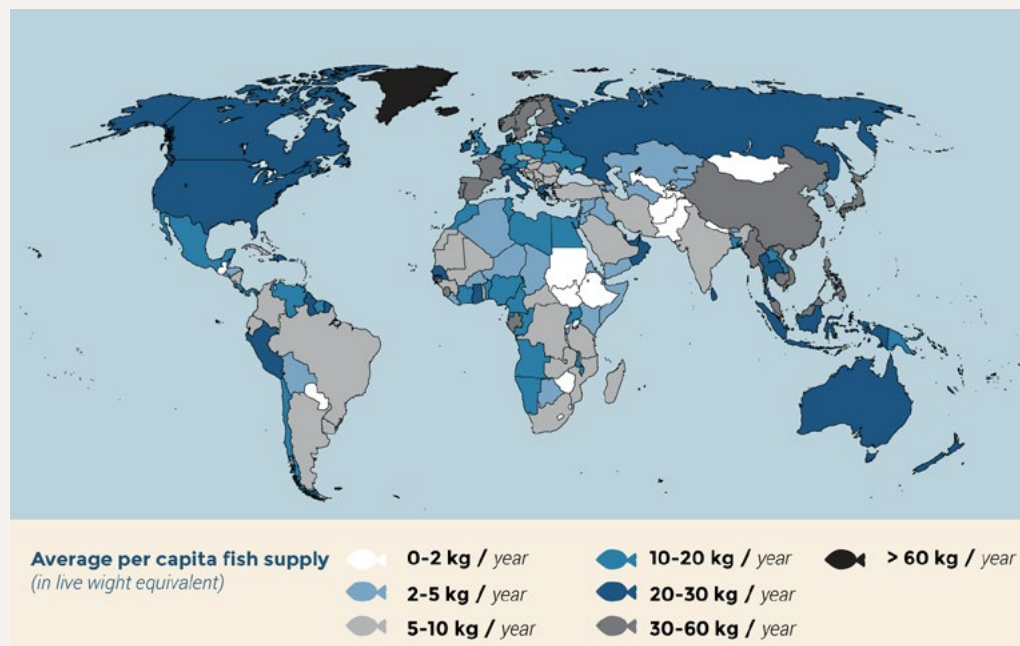 Average per capita fish supply
(in live wight equivalent)
0-2 kg / year
2-5 kg / year
5-10 kg / year
10-20 kg / year
20-30 kg / year
30-60 kg / year
> 60 kg / year